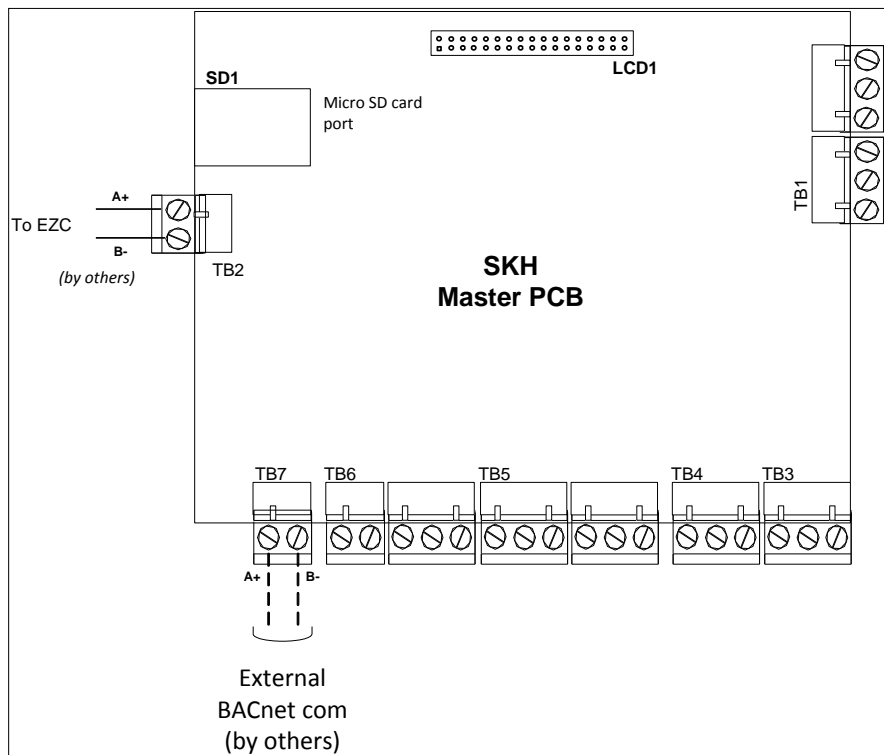 LCD1
SD1
Micro SD card
port
TB1
A+
To EZC
B-
(by others)
TB2
SKH
Master PCB
TB7
TB6
TB5
TB4
TB3
A+
B-
External
BACnet com
(by others)